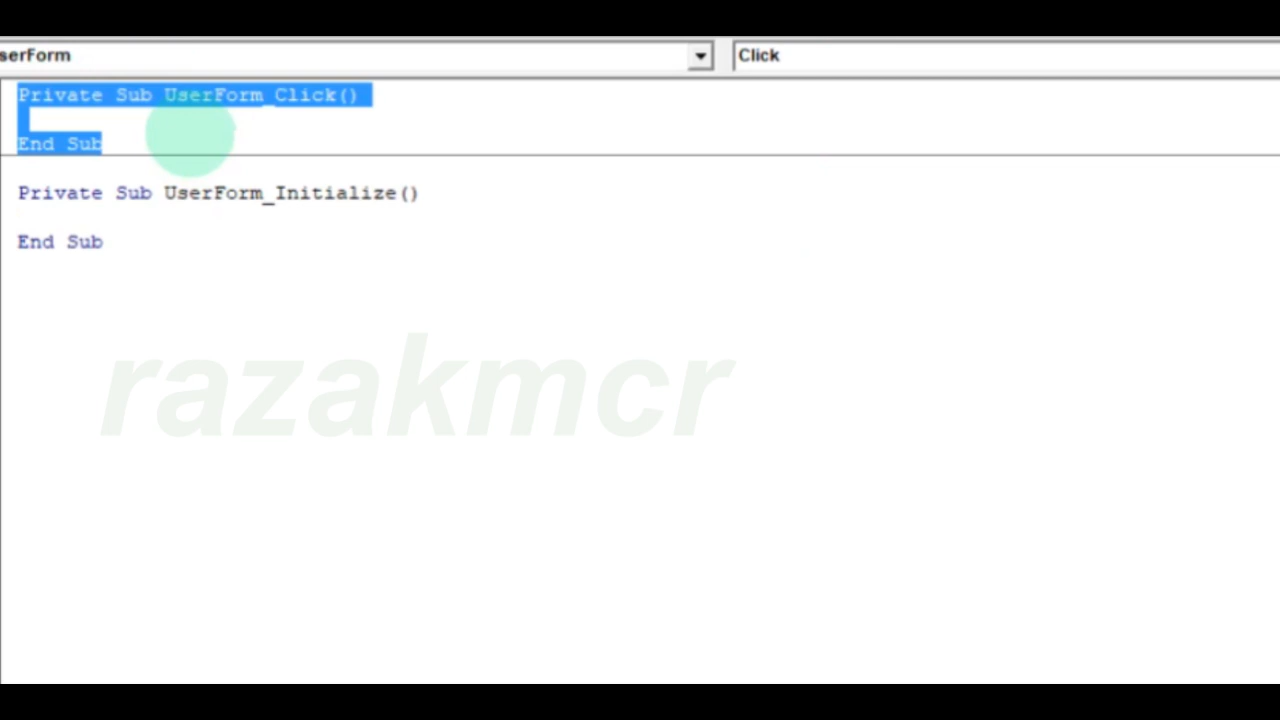 serForm
Click
Private Sub UserForm_Click()
End Sub
Private Sub UserForm_Initialize()
End Sub
razakmcr